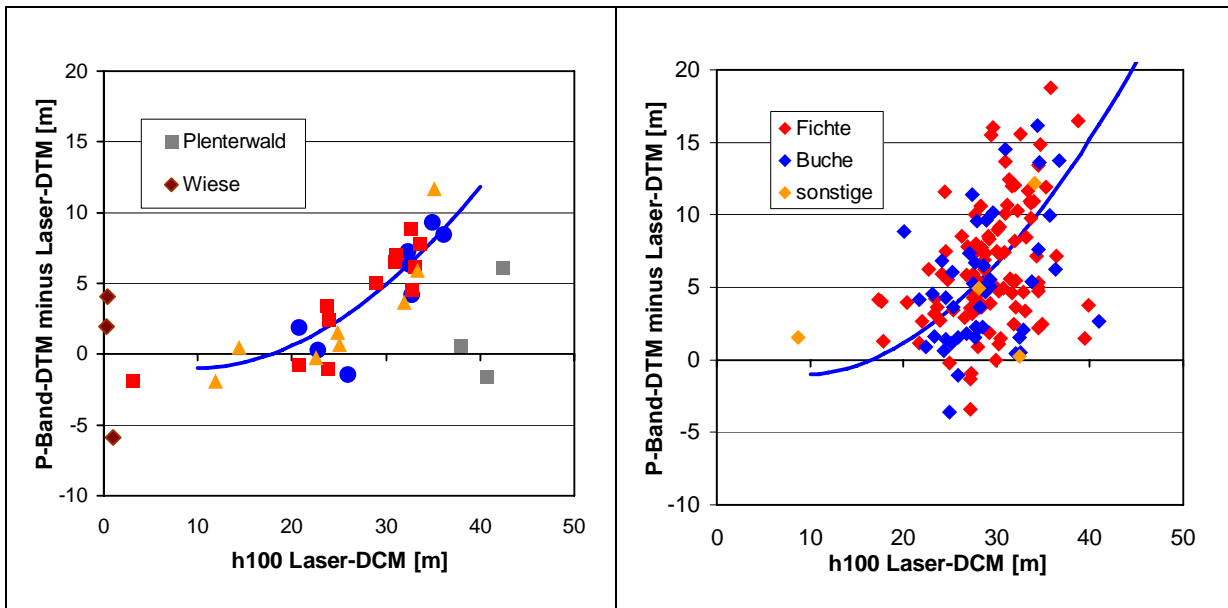 P-Band-DTM minus Laser-DTM [m]
20
15
10
5
0
-5
-10
Plenterwald
Wiese
0 10 20 30 40 50
h100 Laser-DCM [m]
P-Band-DTM minus Laser-DTM [m]
20
15
10
5
0
-5
-10
Fichte
Buche
sonstige
0 10 20 30 40 50
h100 Laser-DCM [m]